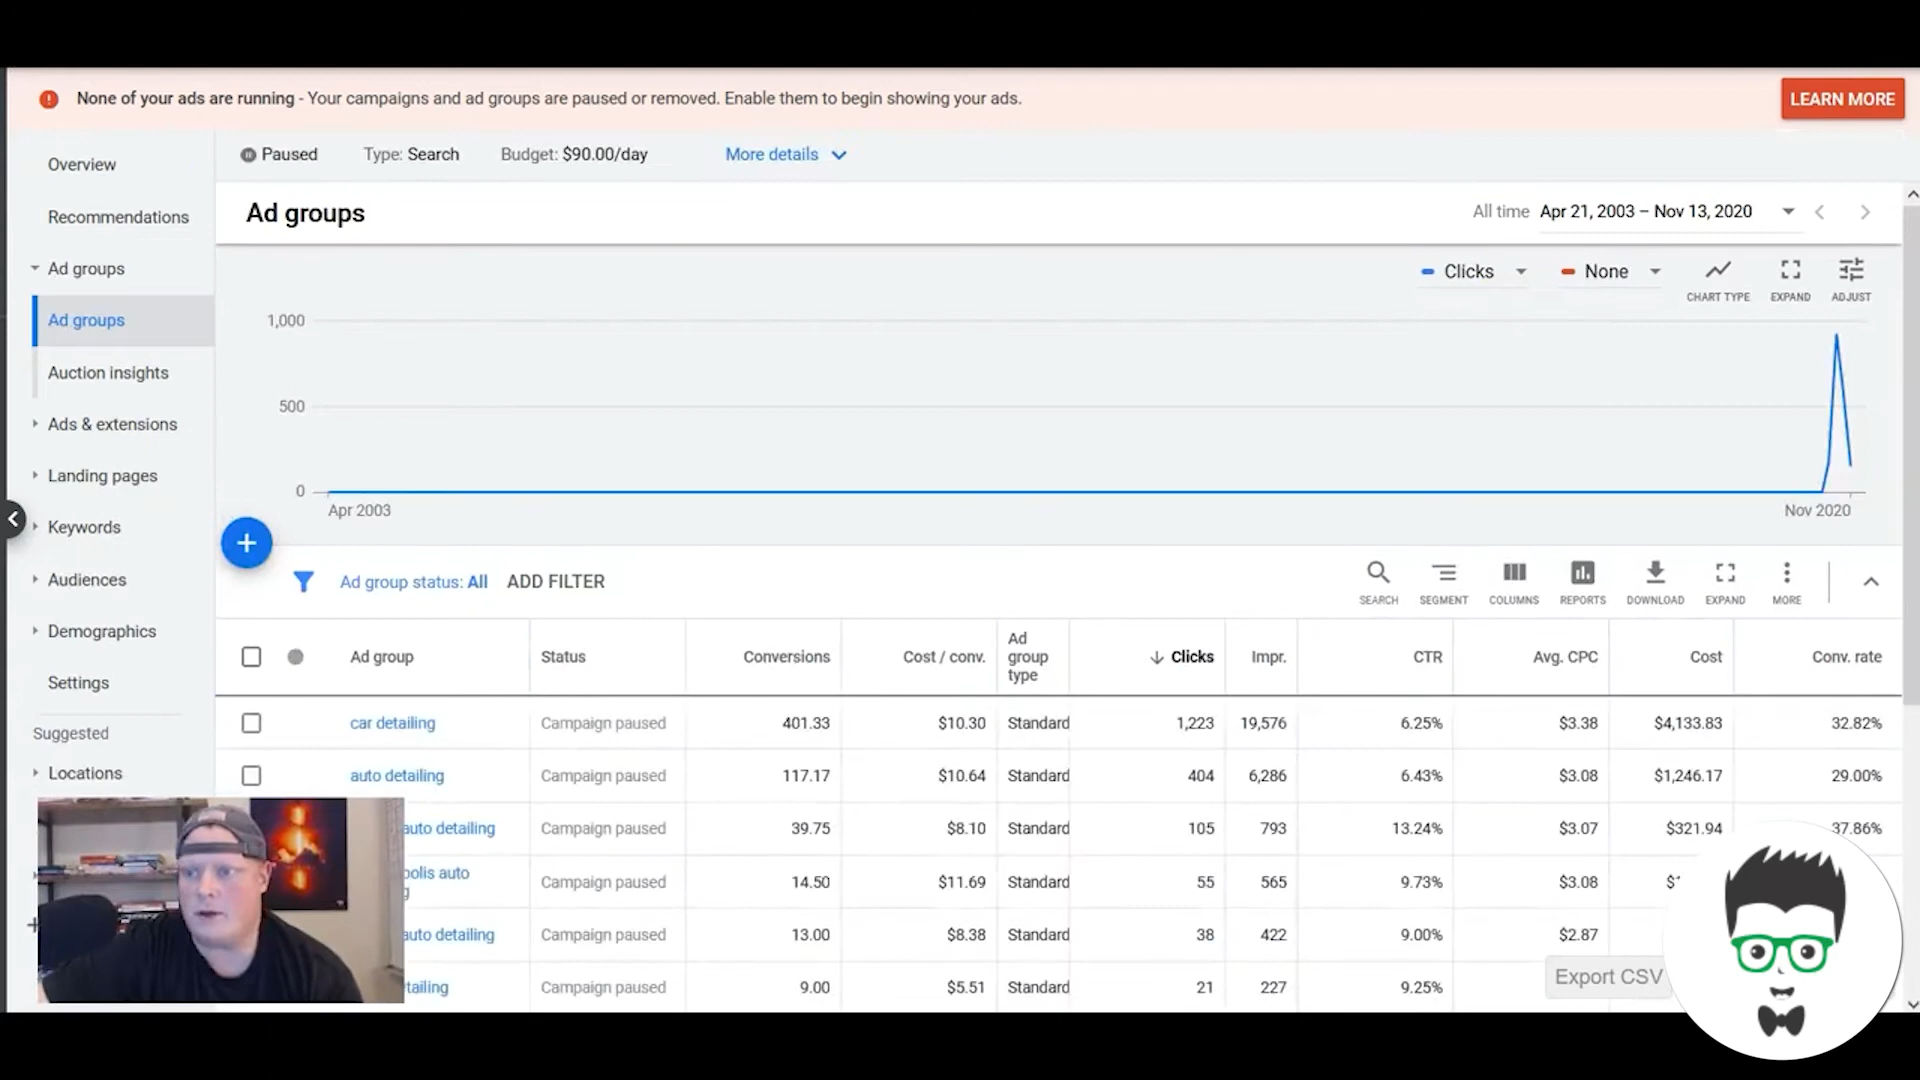 None of your ads are running - Your campaigns and ad groups are paused or removed. Enable them to begin showing your ads.
LEARN MORE
Overview
Recommendations
Ad groups
Ad groups
Auction insights
Ads & extensions
Landing pages
Keywords
Audiences
Demographics
Settings
Suggested
Locations
Paused Type: Search Budget: $90.00/day More details
Ad groups
All time Apr 21, 2003 – Nov 13, 2020
Clicks None
CHART TYPE EXPAND ADJUST
1,000
500
0
Apr 2003 Nov 2020
Ad group status: All ADD FILTER
SEARCH SEGMENT COLUMNS REPORTS DOWNLOAD EXPAND MORE
Ad group Status Conversions Cost / conv. Ad group type Clicks Impr. CTR Avg. CPC Cost Conv. rate
car detailing Campaign paused 401.33 $10.30 Standard 1,223 19,576 6.25% $3.38 $4,133.83 32.82%
auto detailing Campaign paused 117.17 $10.64 Standard 404 6,286 6.43% $3.08 $1,246.17 29.00%
auto detailing Campaign paused 39.75 $8.10 Standard 105 793 13.24% $3.07 $321.94 37.86%
auto Campaign paused 14.50 $11.69 Standard 55 565 9.73% $3.08
auto detailing Campaign paused 13.00 $8.38 Standard 38 422 9.00% $2.87
Campaign paused 9.00 $5.51 Standard 21 227 9.25%
Export CSV